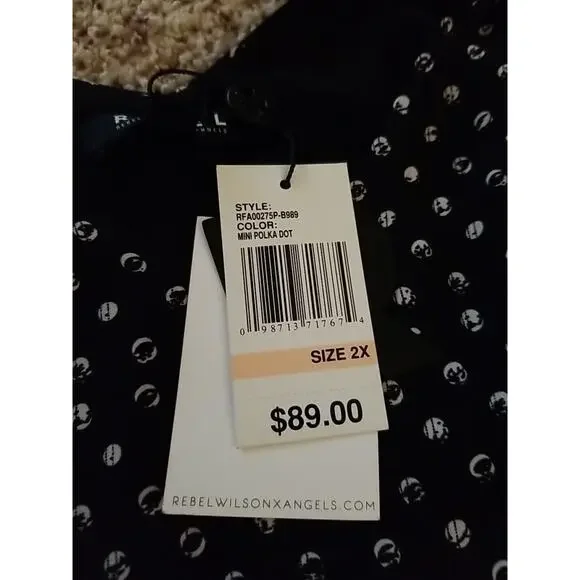 STYLE:
RFA00275P-B989
COLOR:
MINI POLKA DOT
0 98713 71767 4
SIZE 2X
$89.00
REBELWILSONXANGELS.COM